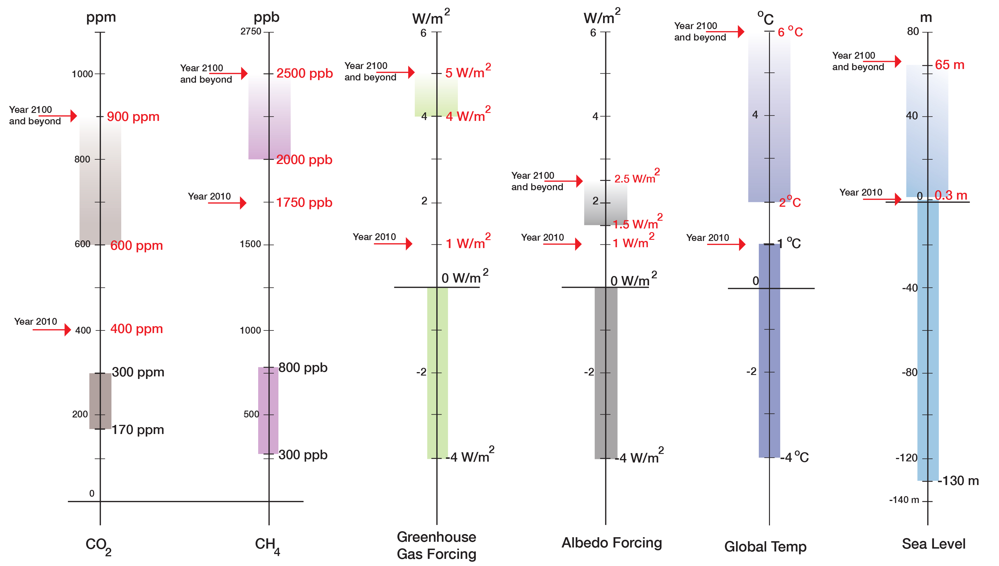 ppm
1000
Year 2100
and beyond
900 ppm
800
600
600 ppm
Year 2010
400
400 ppm
300 ppm
200
170 ppm
0
CO2
ppb
2750
Year 2100
and beyond
2500 ppb
2000 ppb
Year 2010
1750 ppb
1500
1000
800 ppb
500
300 ppb
CH4
W/m2
6
Year 2100
and beyond
5 W/m2
4
4 W/m2
2
Year 2010
1 W/m2
0 W/m2
-2
-4 W/m2
Greenhouse
Gas Forcing
W/m2
6
4
Year 2100
and beyond
2.5 W/m2
2
1.5 W/m2
Year 2010
1 W/m2
0 W/m2
-2
-4 W/m2
Albedo Forcing
oC
Year 2100
and beyond
6 oC
4
2oC
Year 2010
1 oC
0
-2
-4 oC
Global Temp
m
80
Year 2100
and beyond
65 m
40
Year 2010
0
0.3 m
-40
-80
-120
-130 m
-140 m
Sea Level